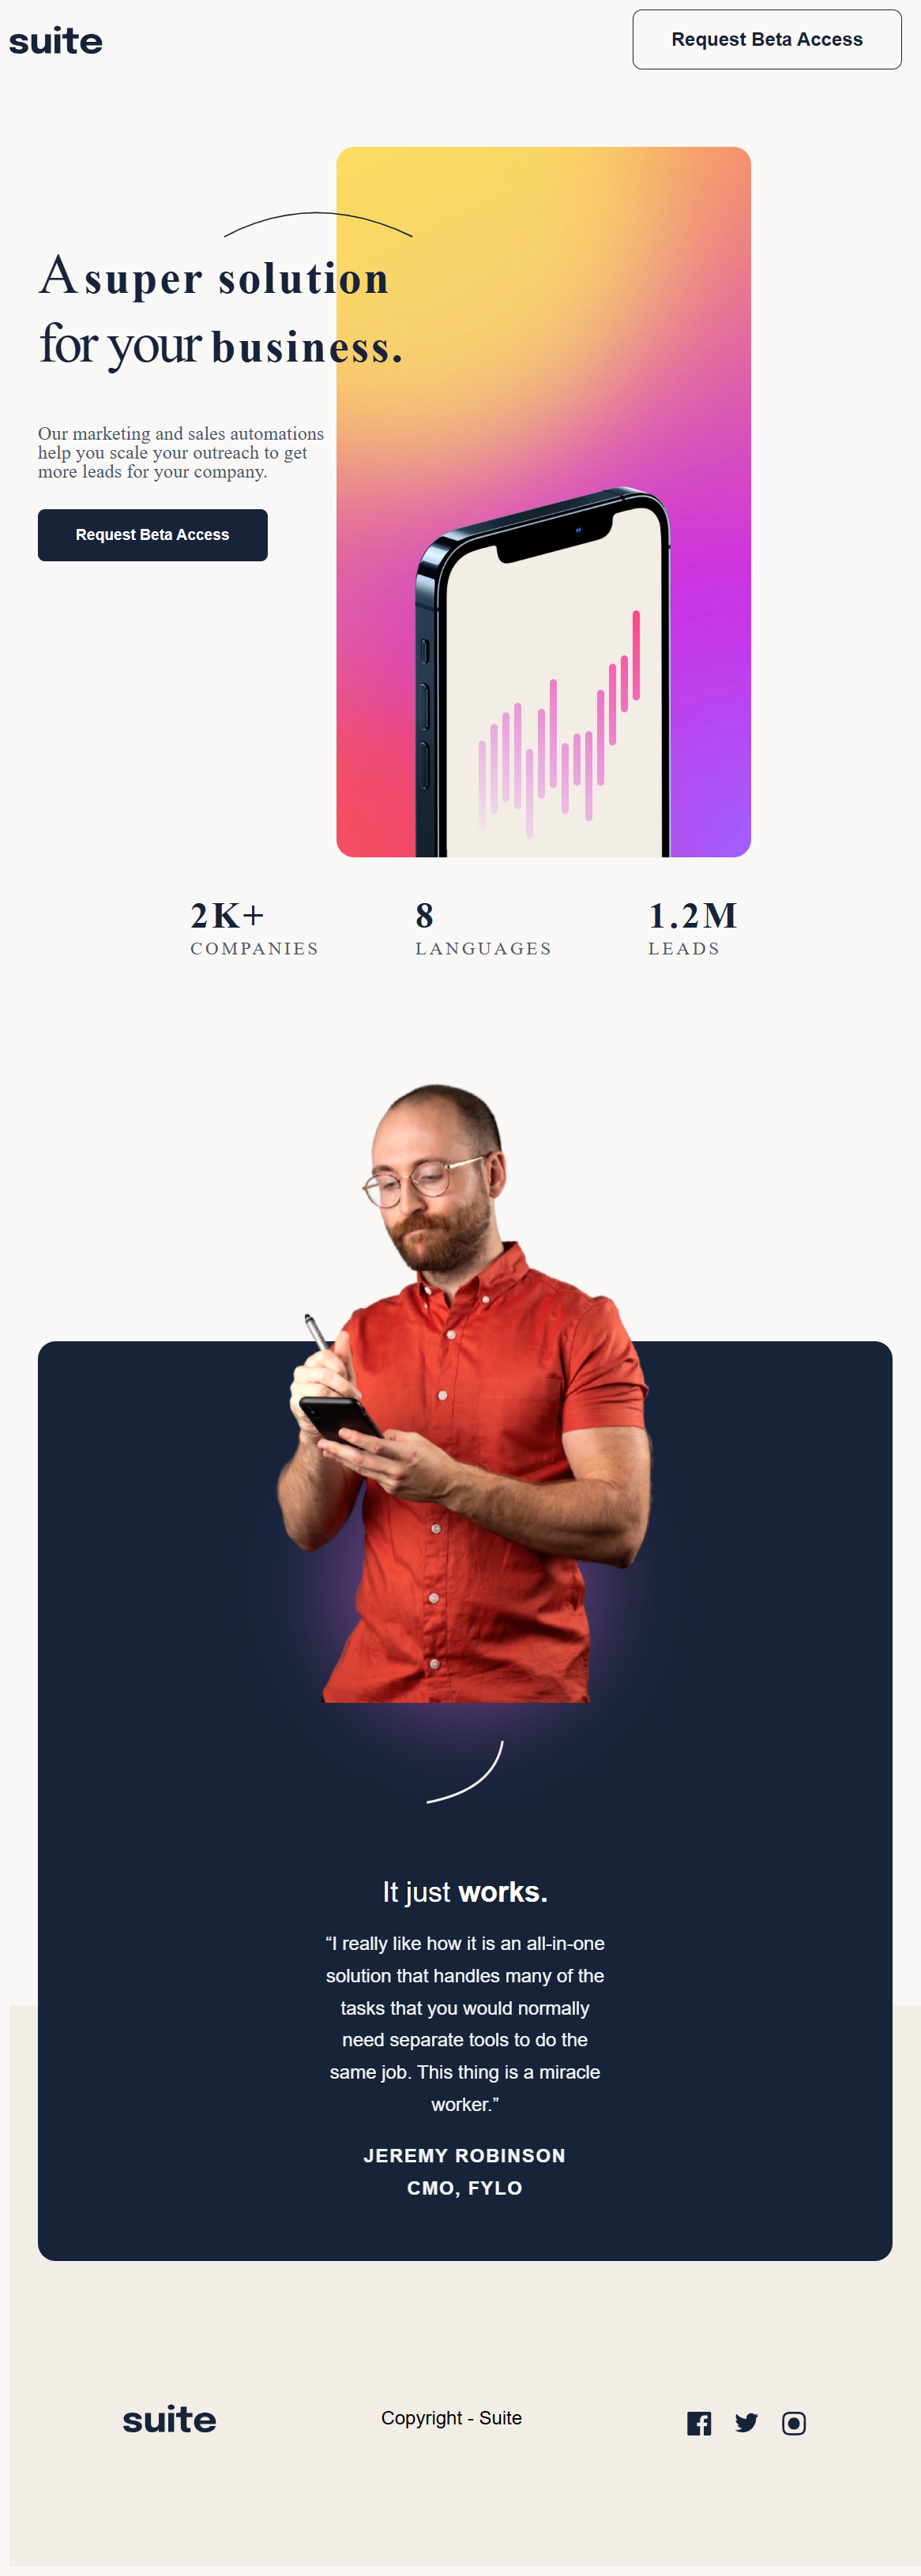 suite
Request Beta Access
A super solution
for your business.
Our marketing and sales automations
help you scale your outreach to get
more leads for your company.
Request Beta Access
2K+
COMPANIES
8
LANGUAGES
1.2M
LEADS
It just works.
“I really like how it is an all-in-one
solution that handles many of the
tasks that you would normally
need separate tools to do the
same job. This thing is a miracle
worker.”
JEREMY ROBINSON
CMO, FYLO
suite
Copyright - Suite